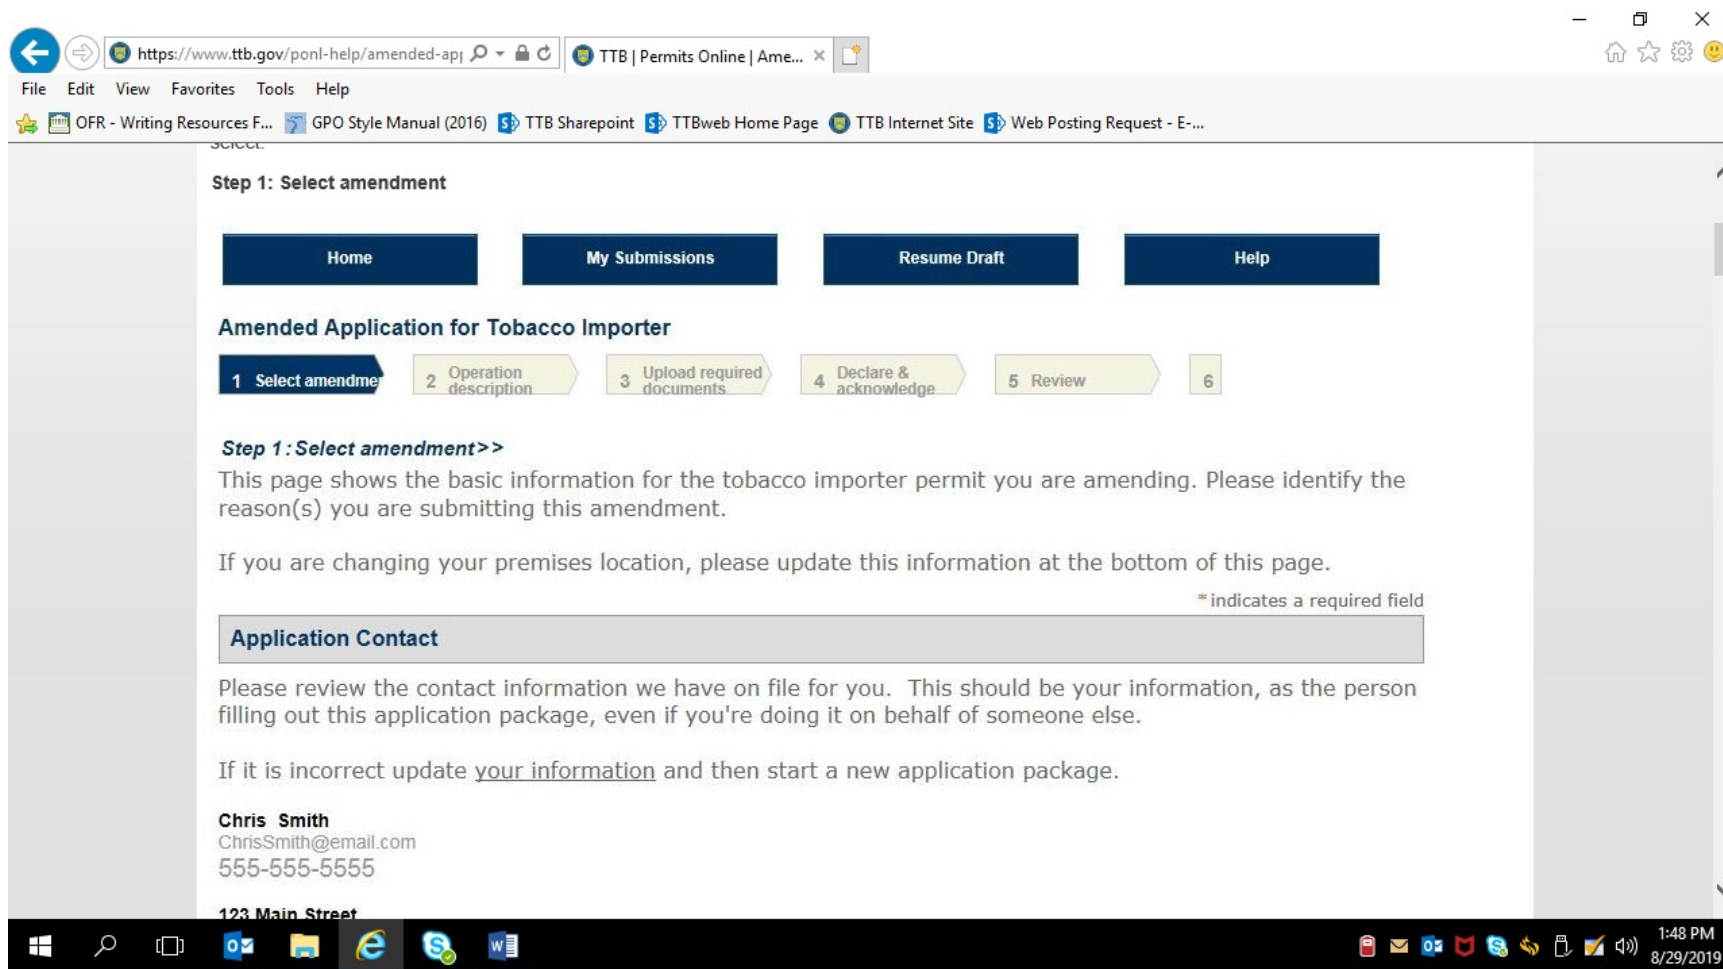 https://www.ttb.gov/ponl-help/amended-ap
TTB | Permits Online | Ame...
File Edit View Favorites Tools Help
OFR - Writing Resources F... GPO Style Manual (2016) TTB Sharepoint TTBweb Home Page TTB Internet Site Web Posting Request - E-...
select.
Step 1: Select amendment
Home My Submissions Resume Draft Help
Amended Application for Tobacco Importer
1 Select amendme
2 Operation description
3 Upload required documents
4 Declare & acknowledge
5 Review
6
Step 1:Select amendment>>
This page shows the basic information for the tobacco importer permit you are amending. Please identify the
reason(s) you are submitting this amendment.
If you are changing your premises location, please update this information at the bottom of this page.
*indicates a required field
Application Contact
Please review the contact information we have on file for you. This should be your information, as the person
filling out this application package, even if you're doing it on behalf of someone else.
If it is incorrect update your information and then start a new application package.
Chris Smith
ChrisSmith@email.com
555-555-5555
123 Main Street
1:48 PM
8/29/2019